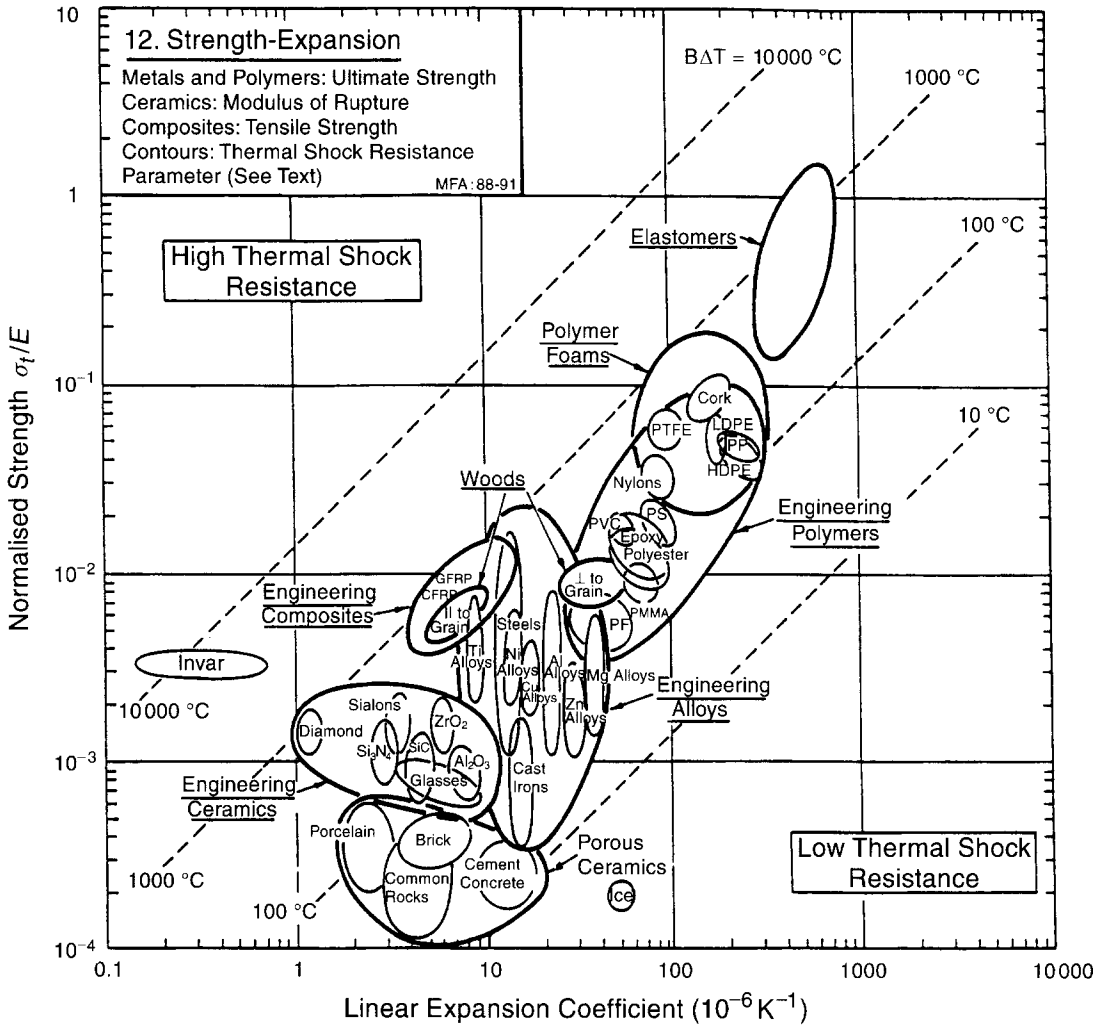 12. Strength-Expansion
Metals and Polymers: Ultimate Strength
Ceramics: Modulus of Rupture
Composites: Tensile Strength
Contours: Thermal Shock Resistance
Parameter (See Text)
MFA:88-91
BΔT = 10000 °C
1000 °C
100 °C
10 °C
High Thermal Shock
Resistance
Elastomers
Polymer
Foams
Cork
PTFE
LDPE
PP
HDPE
Nylons
Woods
PVC
PS
Epoxy
Polyester
Engineering
Polymers
Engineering
Composites
GFRP
CFRP
|| to
Grain
⊥ to
Grain
PMMA
PF
Steels
Ti
Alloys
Ni
Alloys
Cu
Alloys
Al
Alloys
Zn
Alloys
Mg Alloys
Engineering
Alloys
Invar
10000 °C
Sialons
Diamond
ZrO2
Si3N4
SiC
Al2O3
Glasses
Cast
Irons
Engineering
Ceramics
Porcelain
Brick
Common
Rocks
Cement
Concrete
Porous
Ceramics
Ice
Low Thermal Shock
Resistance
1000 °C
100 °C
10
1
10⁻¹
10⁻²
10⁻³
10⁻⁴
Normalised Strength σt/E
0.1
1
10
100
1000
10000
Linear Expansion Coefficient (10⁻⁶ K⁻¹)